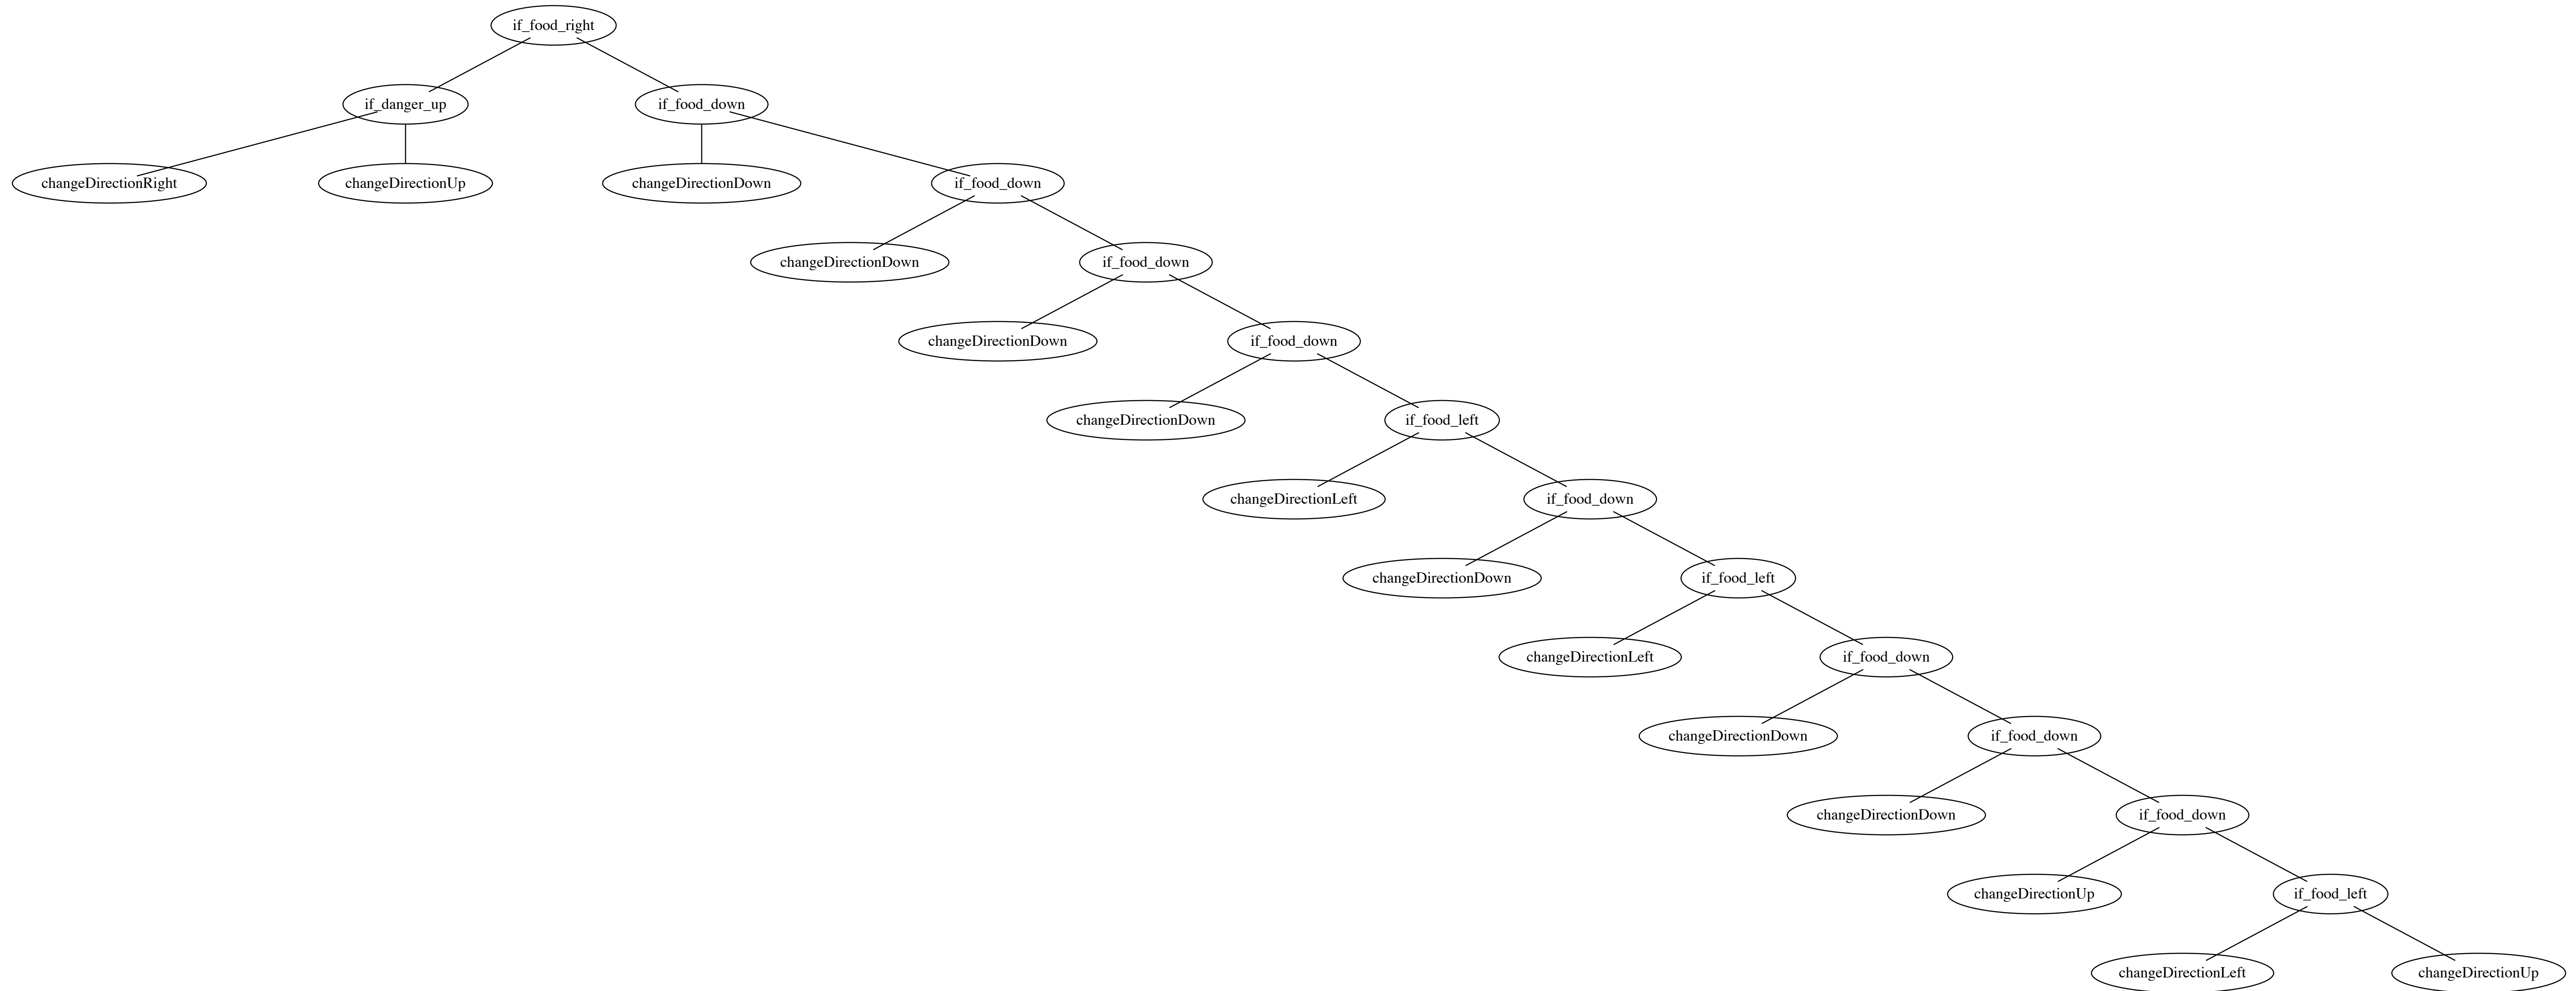 if_food_right
if_danger_up
if_food_down
changeDirectionRight
changeDirectionUp
changeDirectionDown
if_food_down
changeDirectionDown
if_food_down
changeDirectionDown
if_food_down
changeDirectionDown
if_food_left
changeDirectionLeft
if_food_down
changeDirectionDown
if_food_left
changeDirectionLeft
if_food_down
changeDirectionDown
if_food_down
changeDirectionDown
if_food_down
changeDirectionUp
if_food_left
changeDirectionLeft
changeDirectionUp